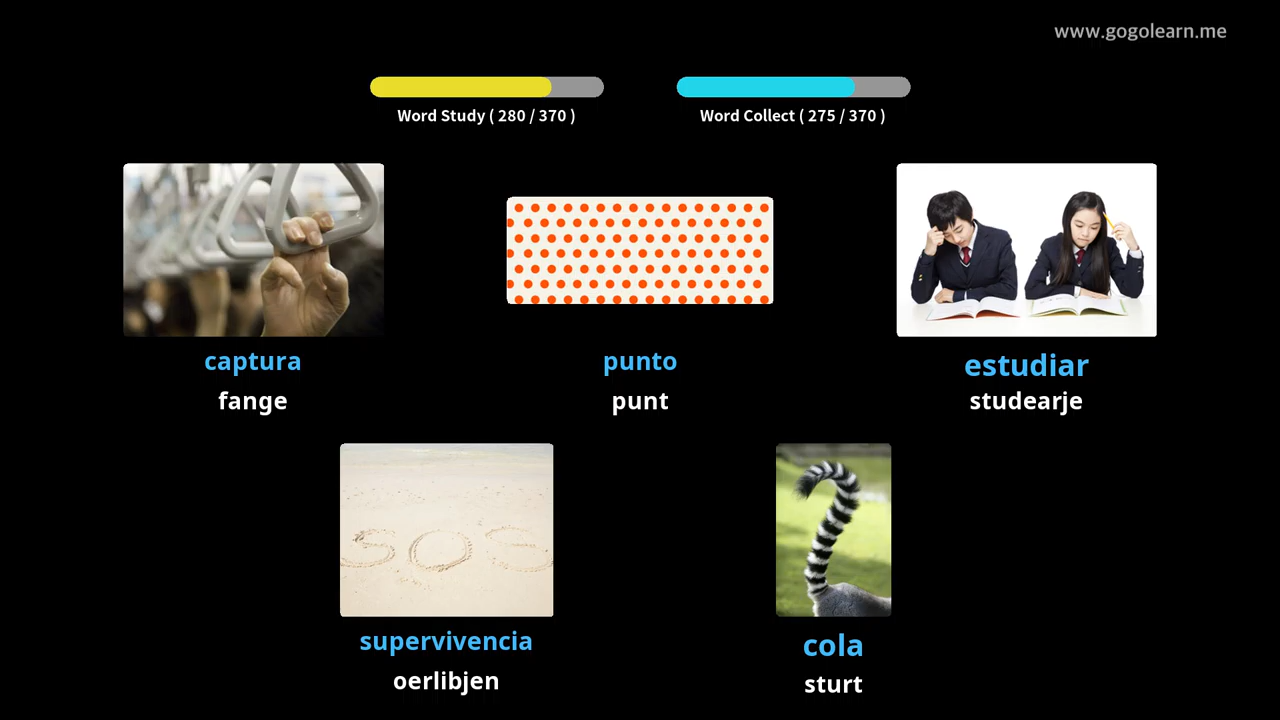 www.gogolearn.me
Word Study ( 280 / 370 )
Word Collect ( 275 / 370 )
captura
fange
punto
punt
estudiar
studearje
SOS
supervivencia
oerlibjen
cola
sturt